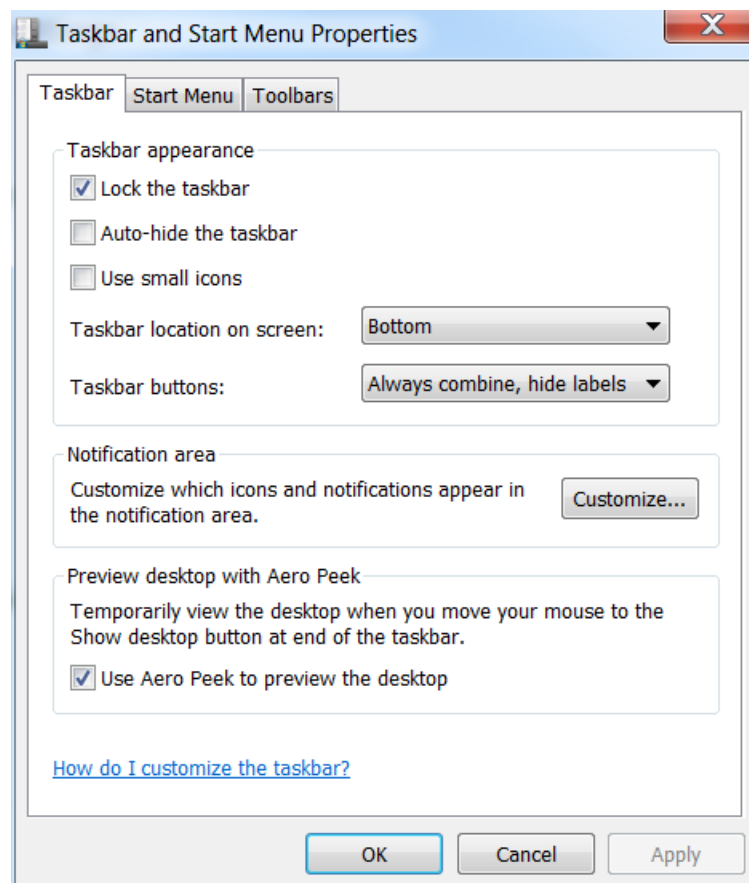 Taskbar and Start Menu Properties
X
Taskbar
Start Menu
Toolbars
Taskbar appearance
Lock the taskbar
Auto-hide the taskbar
Use small icons
Taskbar location on screen:
Bottom
Taskbar buttons:
Always combine, hide labels
Notification area
Customize which icons and notifications appear in
the notification area.
Customize...
Preview desktop with Aero Peek
Temporarily view the desktop when you move your mouse to the
Show desktop button at end of the taskbar.
Use Aero Peek to preview the desktop
How do I customize the taskbar?
OK
Cancel
Apply